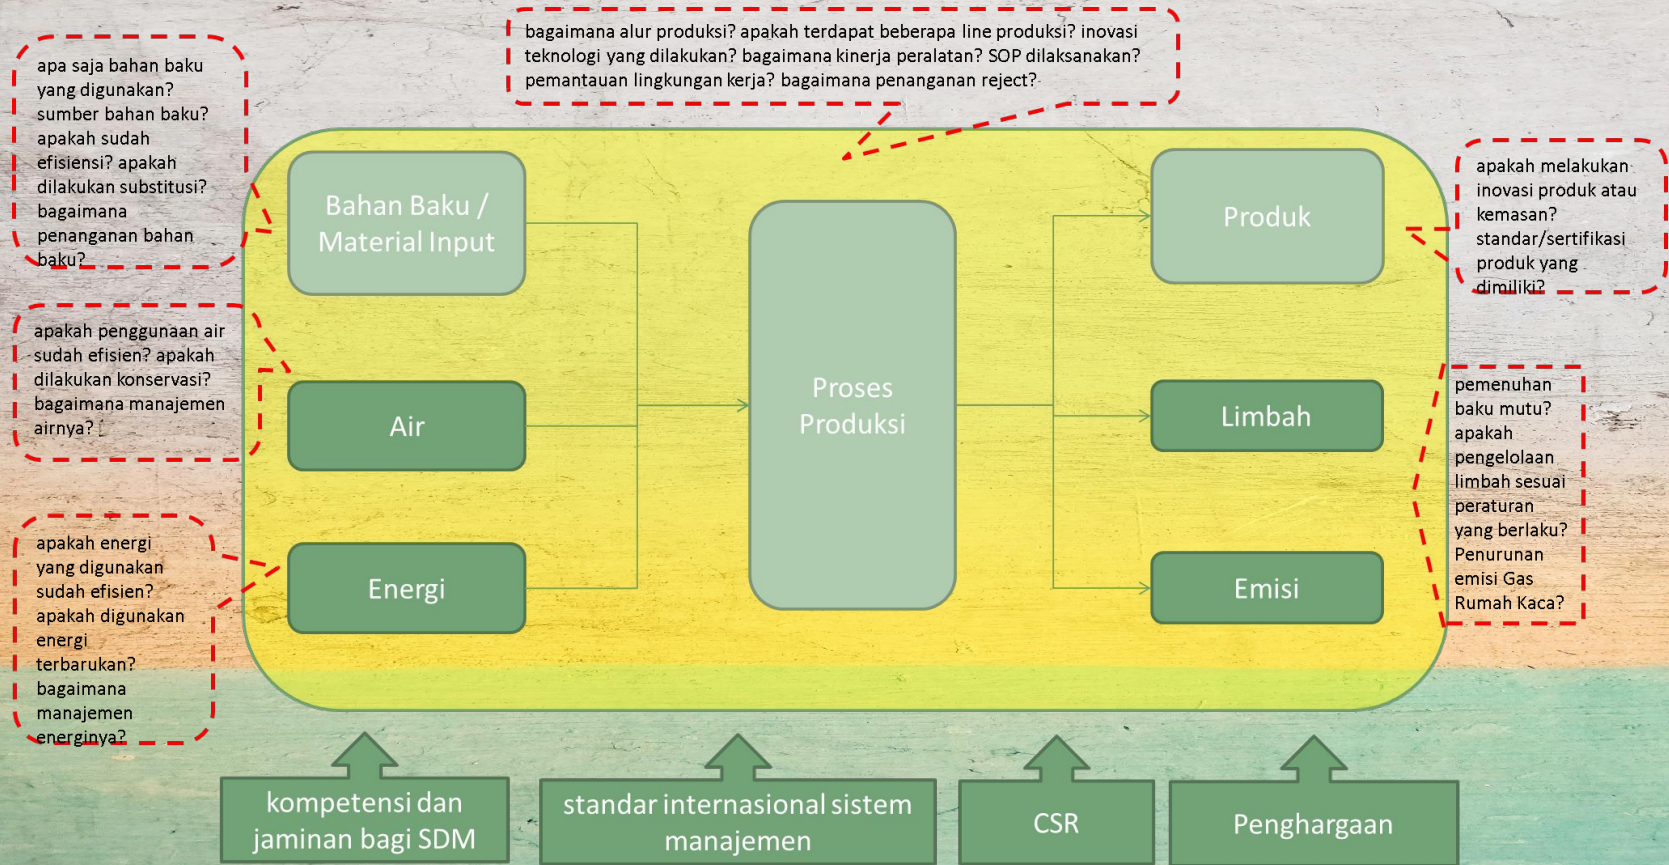 bagaimana alur produksi? apakah terdapat beberapa line produksi? inovasi
teknologi yang dilakukan? bagaimana kinerja peralatan? SOP dilaksanakan?
pemantauan lingkungan kerja? bagaimana penanganan reject?
apa saja bahan baku
yang digunakan?
sumber bahan baku?
apakah sudah
efisiensi? apakah
dilakukan substitusi?
bagaimana
penanganan bahan
baku?
Bahan Baku /
Material Input
Produk
apakah melakukan
inovasi produk atau
kemasan?
standar/sertifikasi
produk yang
dimiliki?
apakah penggunaan air
sudah efisien? apakah
dilakukan konservasi?
bagaimana manajemen
airnya?
Air
Proses
Produksi
Limbah
pemenuhan
baku mutu?
apakah
pengelolaan
limbah sesuai
peraturan
yang berlaku?
Penurunan
emisi Gas
Rumah Kaca?
apakah energi
yang digunakan
sudah efisien?
apakah digunakan
energi
terbarukan?
bagaimana
manajemen
energinya?
Energi
Emisi
kompetensi dan
jaminan bagi SDM
standar internasional sistem
manajemen
CSR
Penghargaan